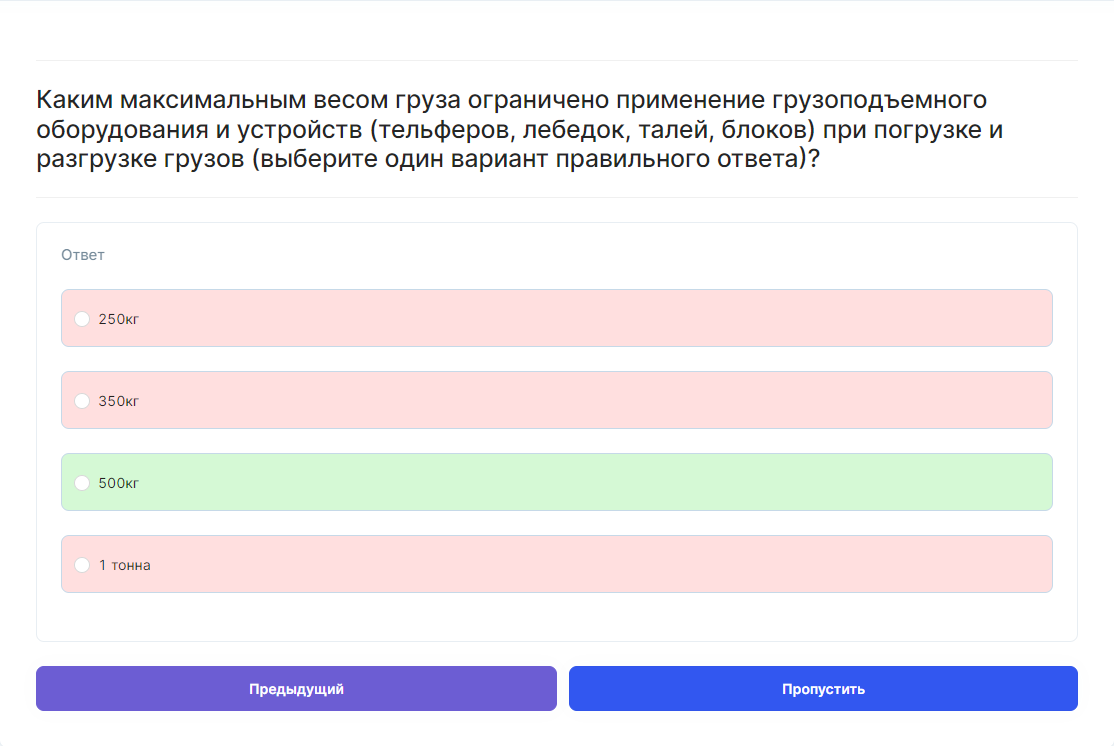 Каким максимальным весом груза ограничено применение грузоподъемного
оборудования и устройств (тельферов, лебедок, талей, блоков) при погрузке и
разгрузке грузов (выберите один вариант правильного ответа)?
Ответ
250кг
350кг
500кг
1 тонна
Предыдущий
Пропустить